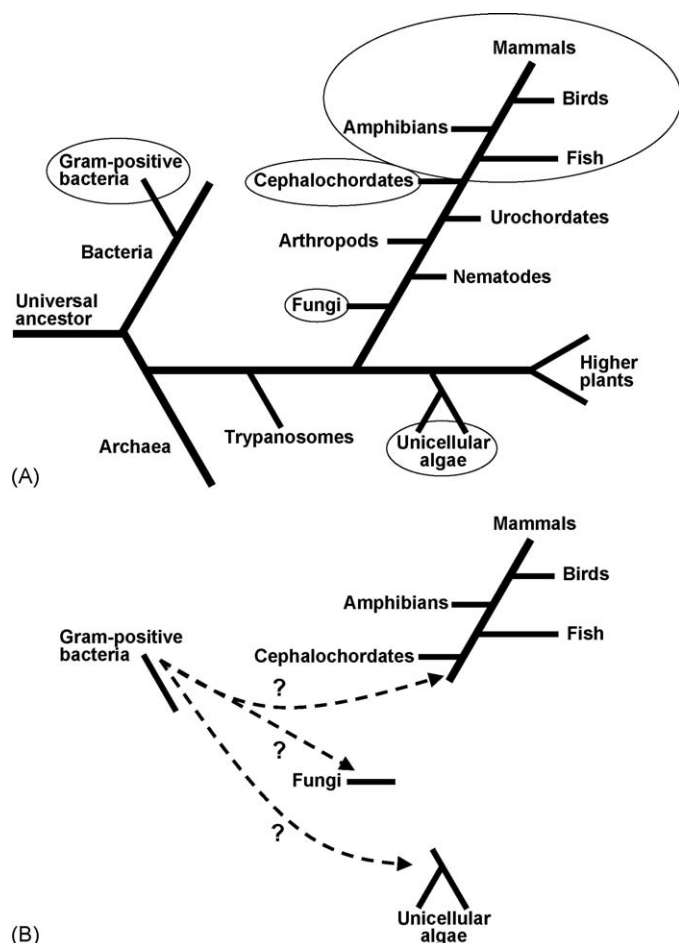 Mammals
Birds
Amphibians
Fish
Gram-positive
bacteria
Cephalochordates
Urochordates
Arthropods
Bacteria
Nematodes
Universal
ancestor
Fungi
Higher
plants
Trypanosomes
Unicellular
algae
Archaea
(A)
Mammals
Birds
Amphibians
Fish
Gram-positive
bacteria
Cephalochordates
?
?
Fungi
?
Unicellular
algae
(B)